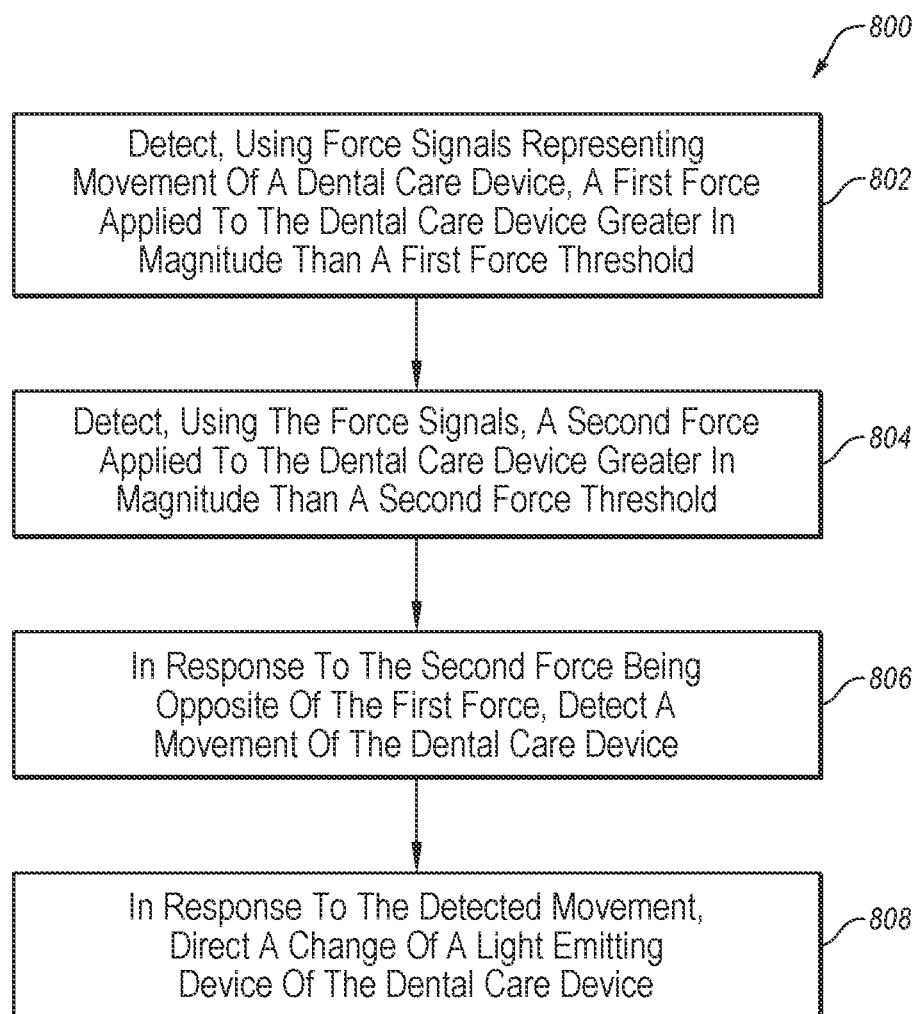 800
Detect, Using Force Signals Representing
Movement Of A Dental Care Device, A First Force
Applied To The Dental Care Device Greater In
Magnitude Than A First Force Threshold
802
Detect, Using The Force Signals, A Second Force
Applied To The Dental Care Device Greater In
Magnitude Than A Second Force Threshold
804
In Response To The Second Force Being
Opposite Of The First Force, Detect A
Movement Of The Dental Care Device
806
In Response To The Detected Movement,
Direct A Change Of A Light Emitting
Device Of The Dental Care Device
808